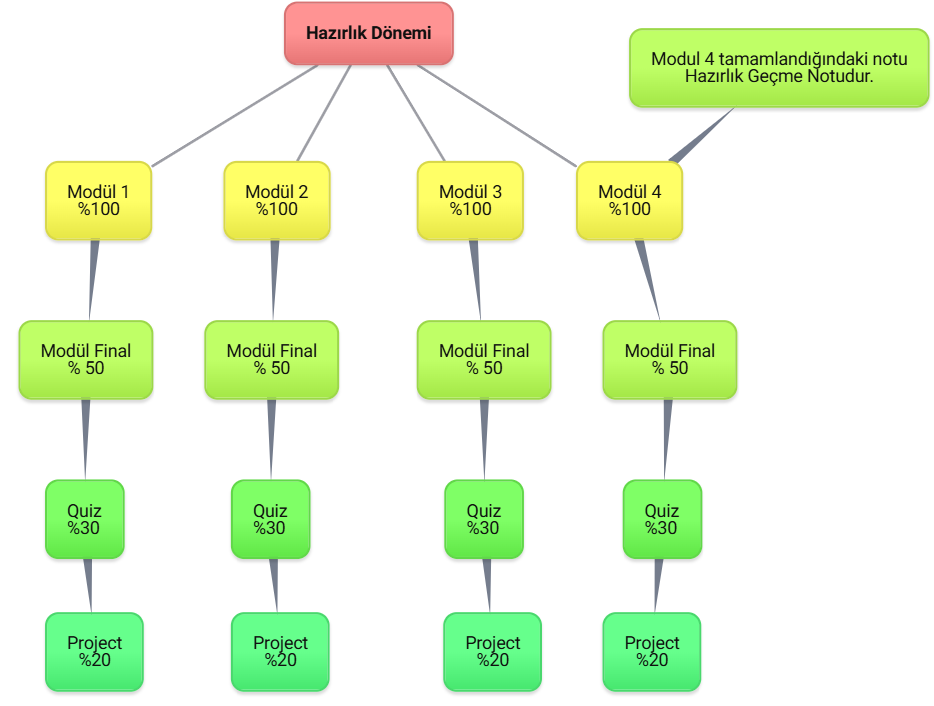 Hazırlık Dönemi
Modul 4 tamamlandığındaki notu
Hazırlık Geçme Notudur.
Modül 1
%100
Modül 2
%100
Modül 3
%100
Modül 4
%100
Modül Final
% 50
Modül Final
% 50
Modül Final
% 50
Modül Final
% 50
Quiz
%30
Quiz
%30
Quiz
%30
Quiz
%30
Project
%20
Project
%20
Project
%20
Project
%20